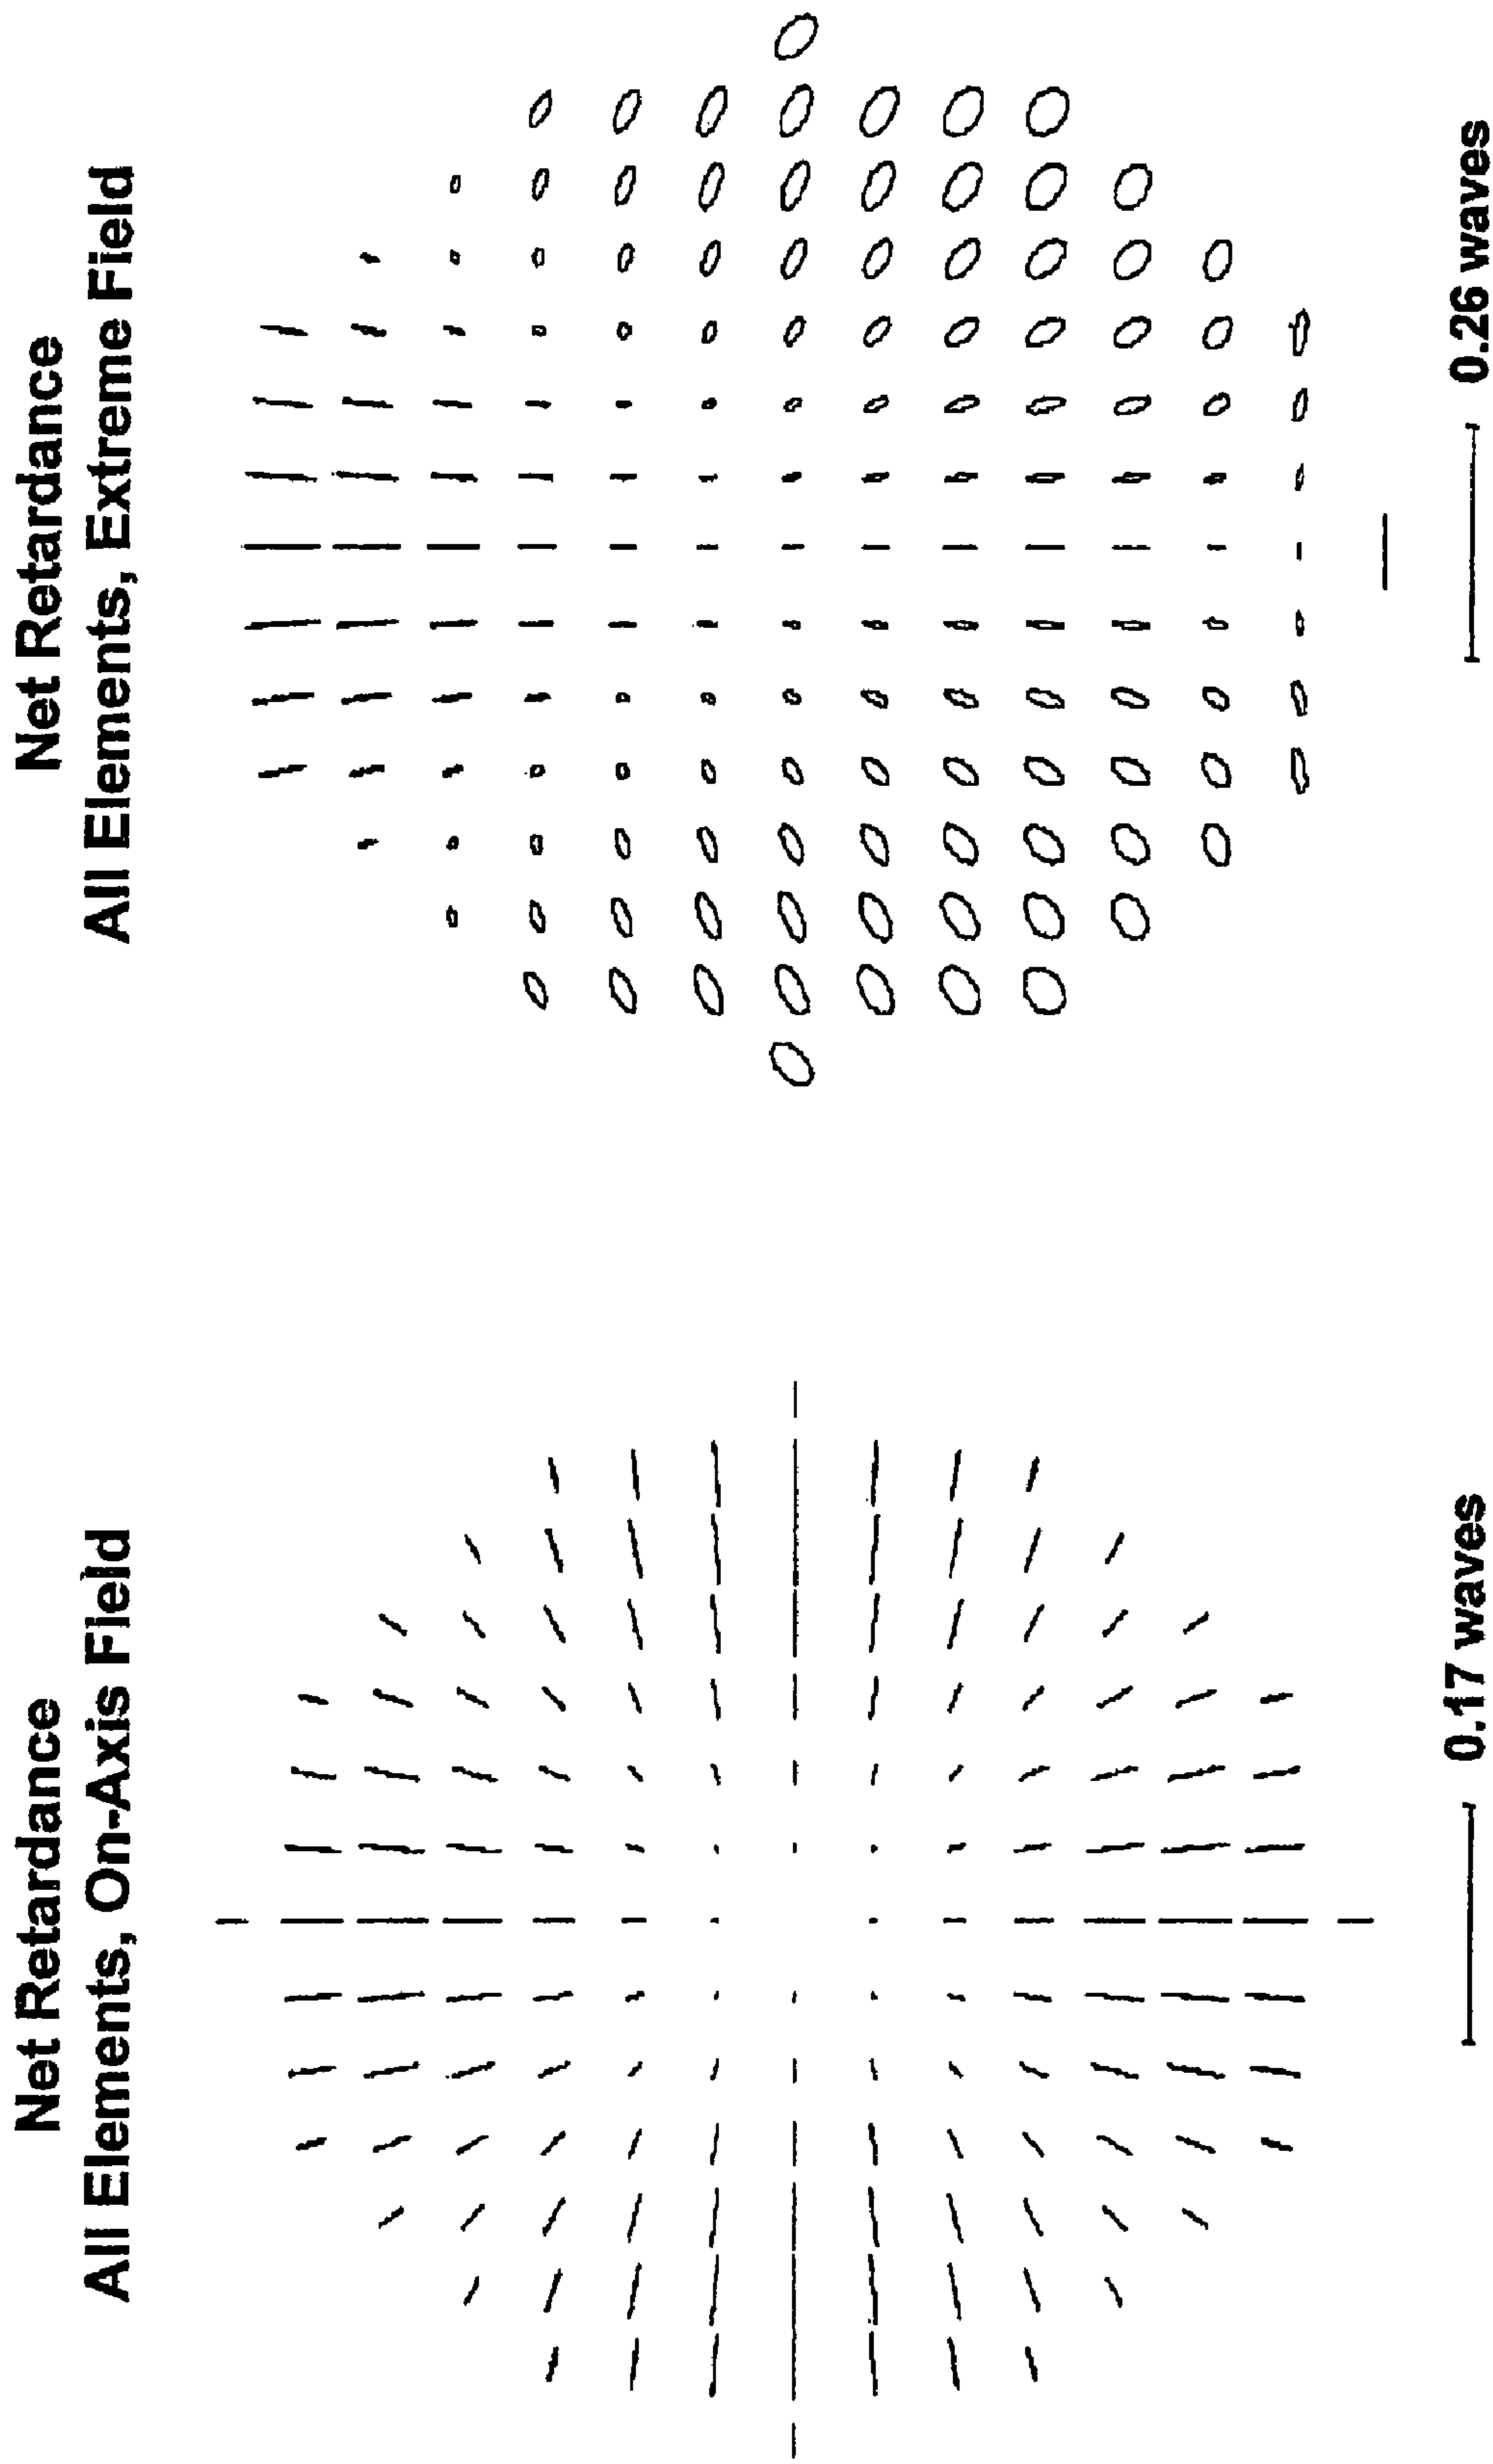 Net Retardance
All Elements, On-Axis Field
0.17 waves
Net Retardance
All Elements, Extreme Field
0.26 waves